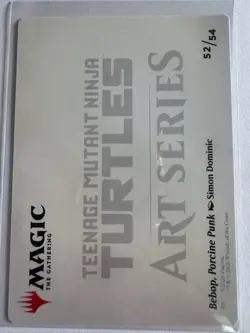 MAGIC
THE GATHERING
TEENAGE MUTANT NINJA
TURTLES
ART SERIES
52/54
Bebop, Porcine Punk Simon Dominic